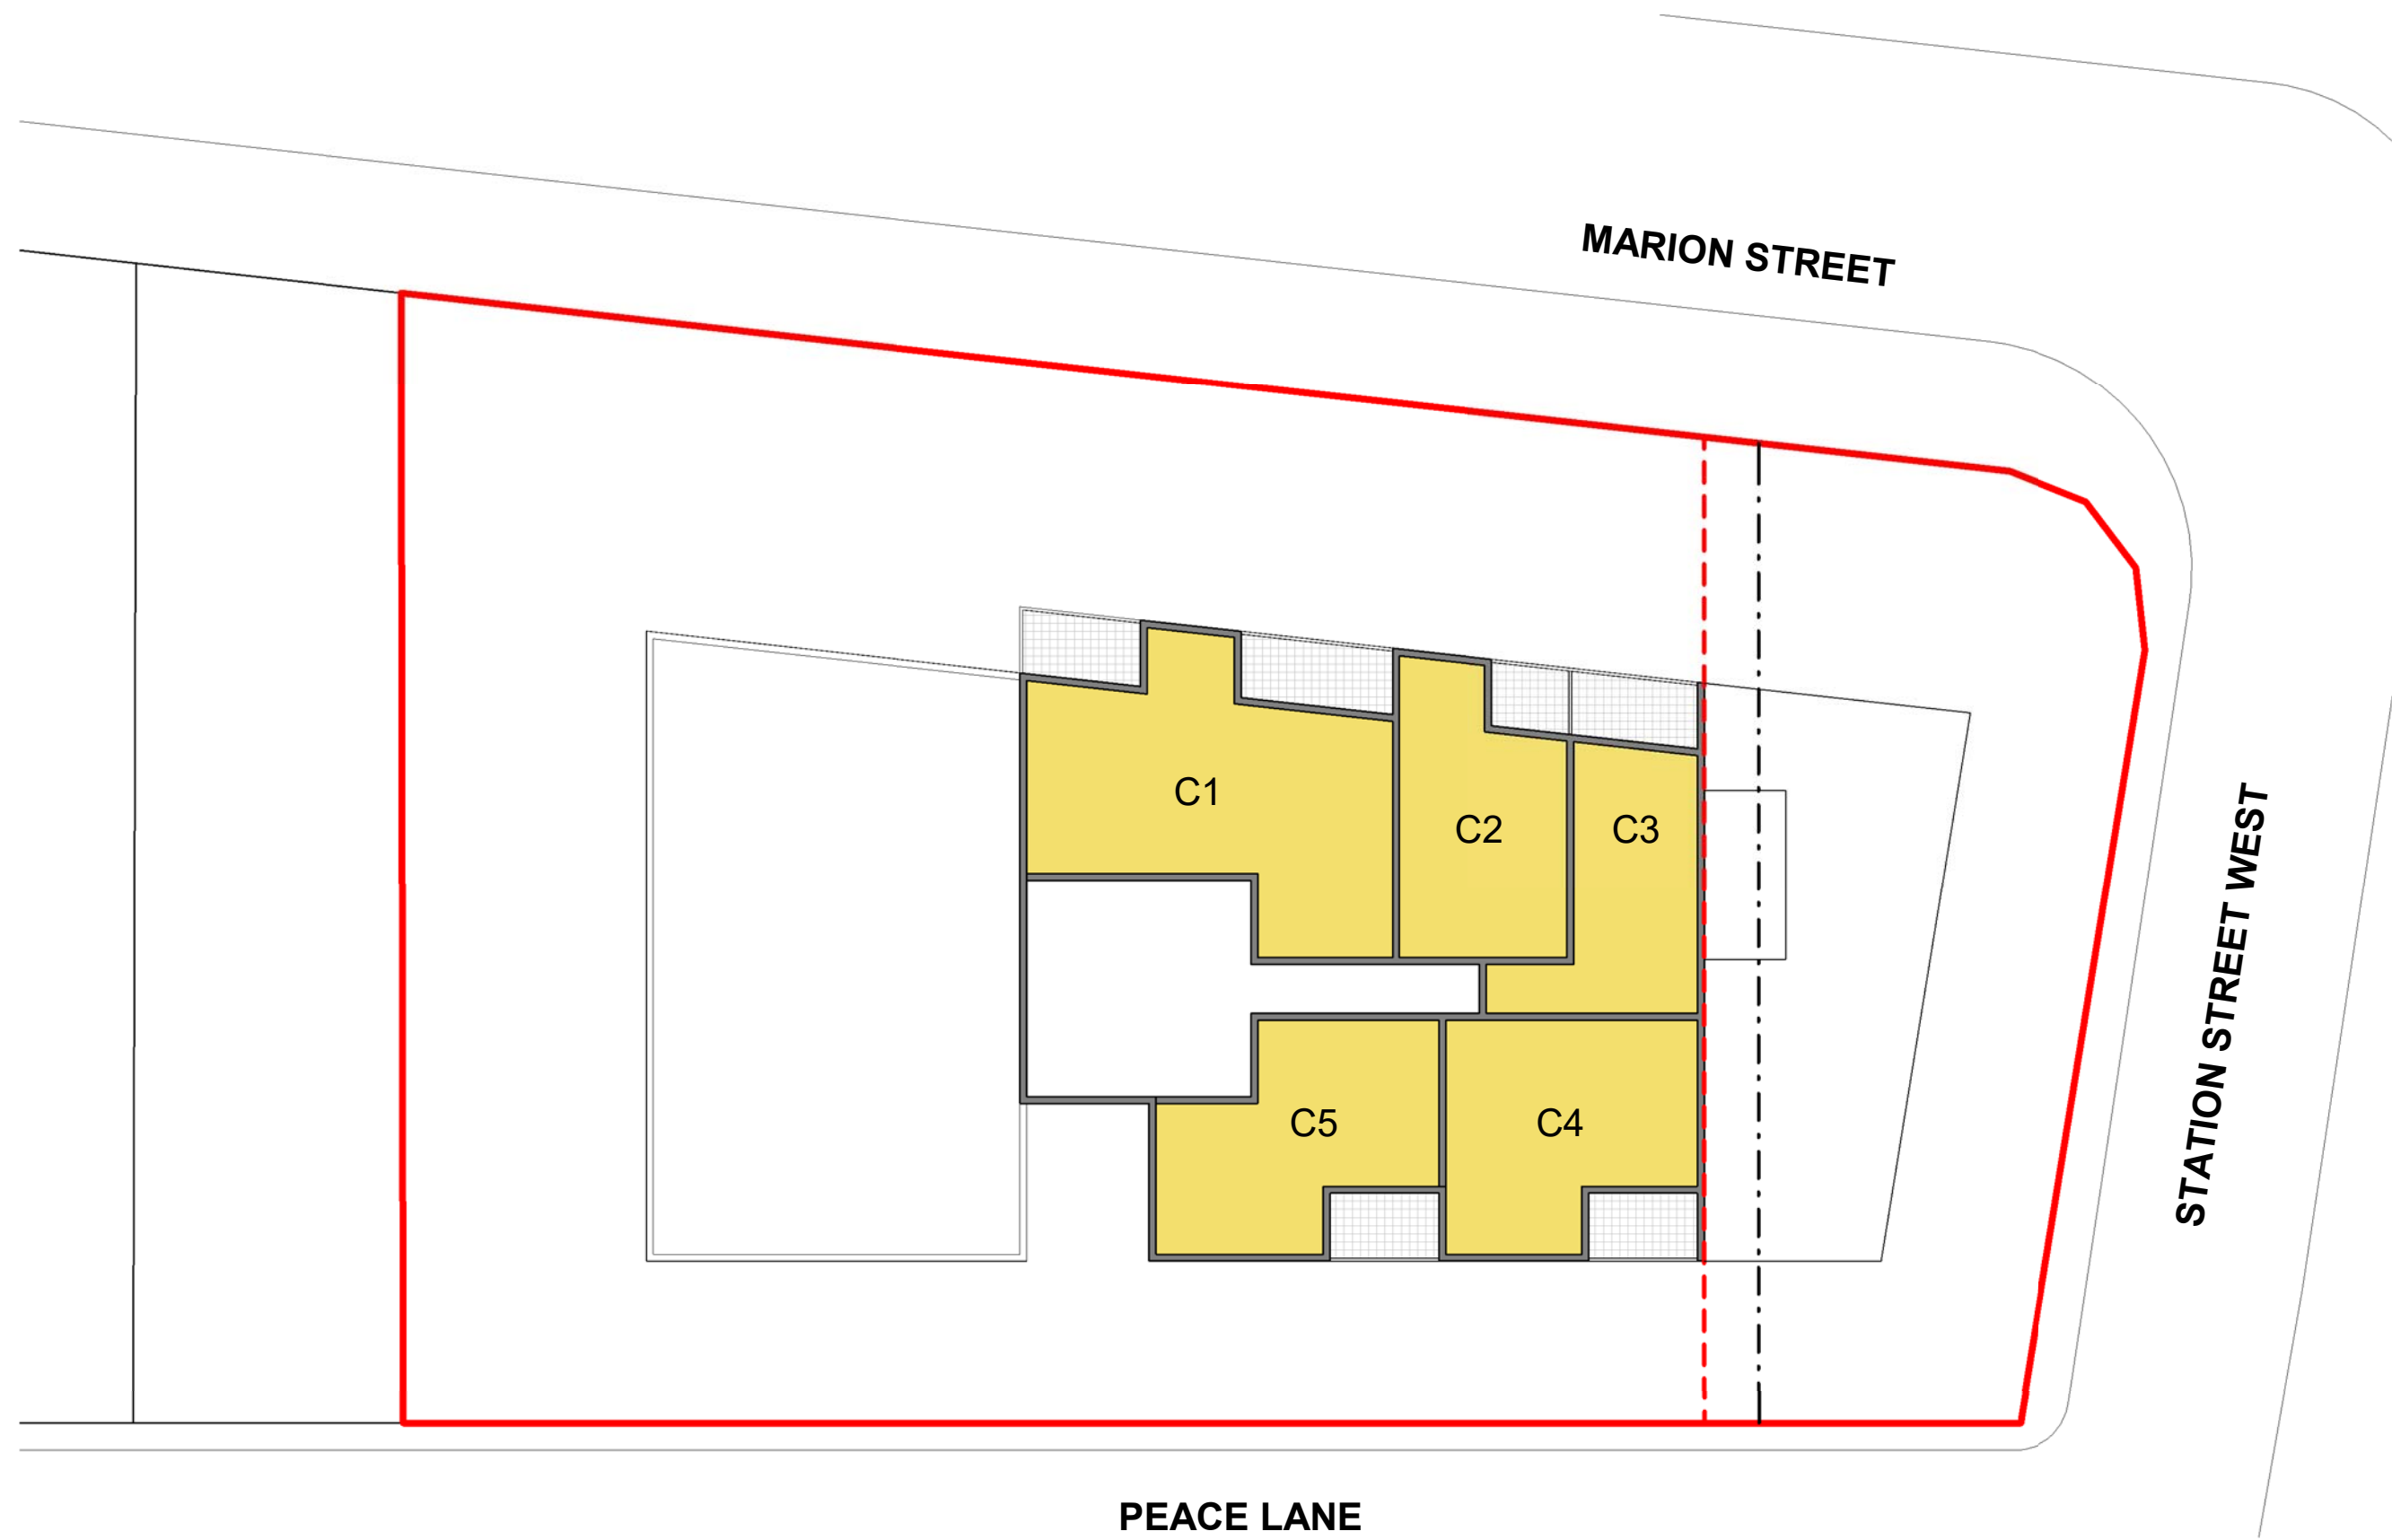 MARION STREET
C1
C2
C3
STATION STREET WEST
C5
C4
PEACE LANE